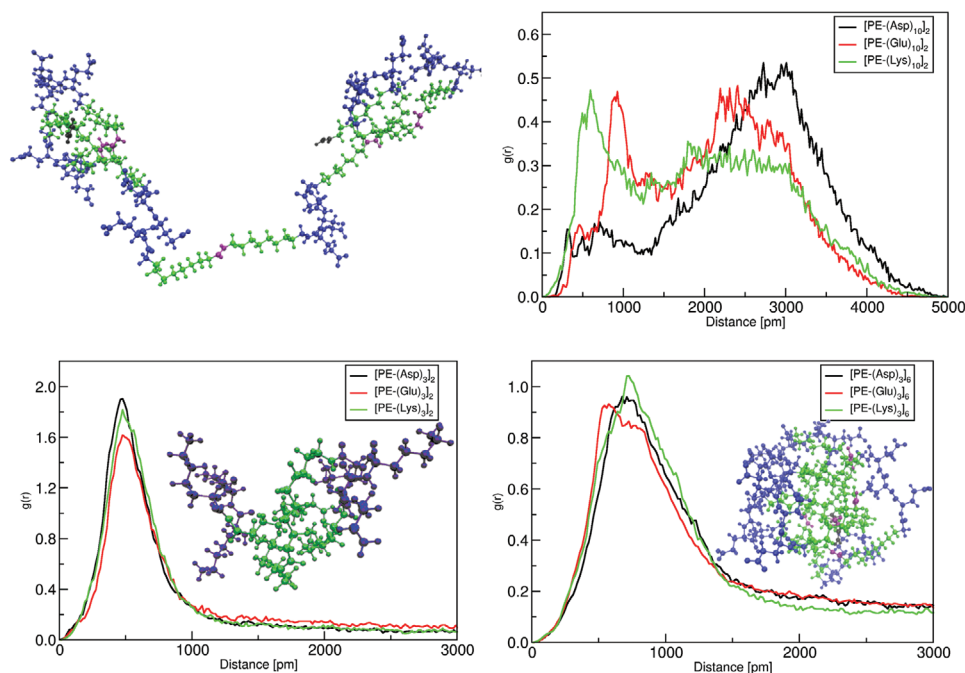 [PE-(Asp)10]2
[PE-(Glu)10]2
[PE-(Lys)10]2
0.6
0.5
0.4
0.3
0.2
0.1
0.0
g(r)
0 1000 2000 3000 4000 5000
Distance [pm]
[PE-(Asp)3]2
[PE-(Glu)3]2
[PE-(Lys)3]2
2.0
1.6
1.2
0.8
0.4
0.0
g(r)
0 500 1000 1500 2000 2500 3000
Distance [pm]
[PE-(Asp)3]6
[PE-(Glu)3]6
[PE-(Lys)3]6
1.0
0.8
0.6
0.4
0.2
0.0
g(r)
0 1000 2000 3000
Distance [pm]